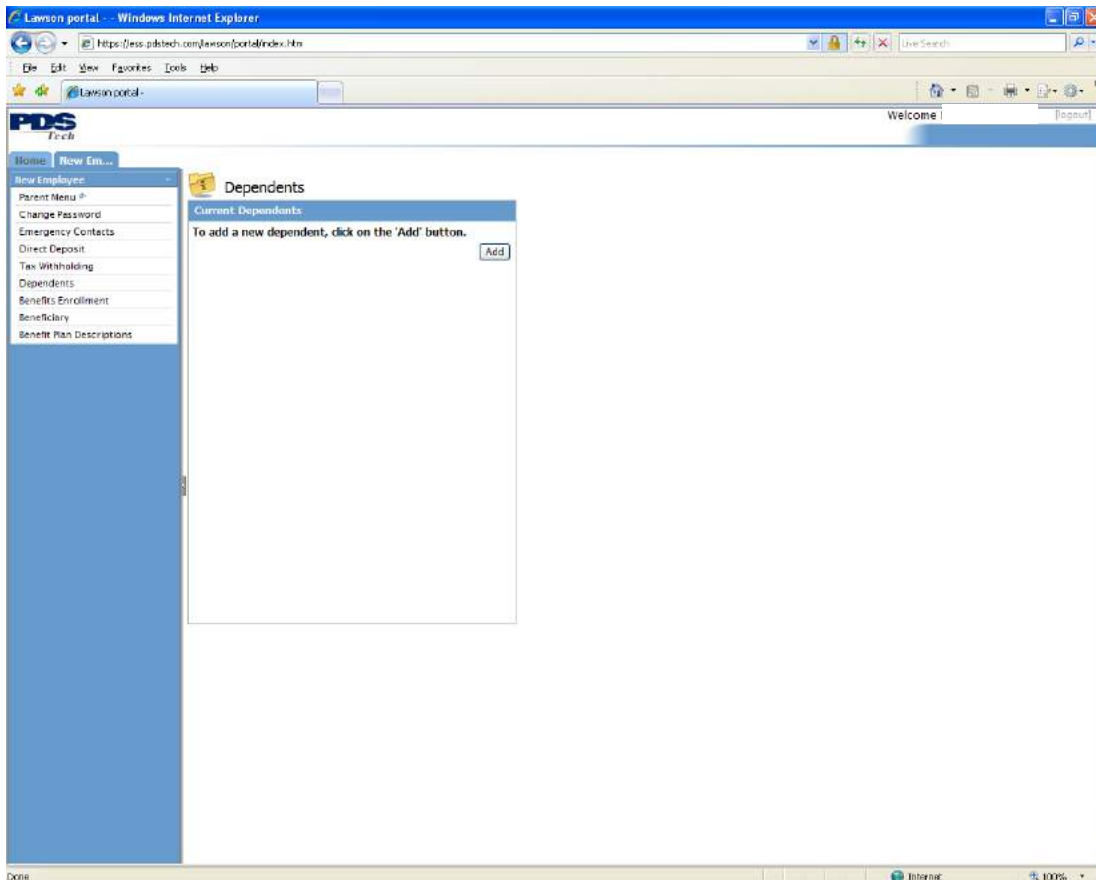 Lawson portal - - Windows Internet Explorer
https://ess.pdstech.com/lawson/portal/index.htm
Live Search
File Edit View Favorites Tools Help
Lawson portal -
PDS
Tech
Welcome
[logout]
Home New Em...
New Employee
Parent Menu
Change Password
Emergency Contacts
Direct Deposit
Tax Withholding
Dependents
Benefits Enrollment
Beneficiary
Benefit Plan Descriptions
Dependents
Current Dependents
To add a new dependent, click on the 'Add' button.
Add
Done
Internet
100%